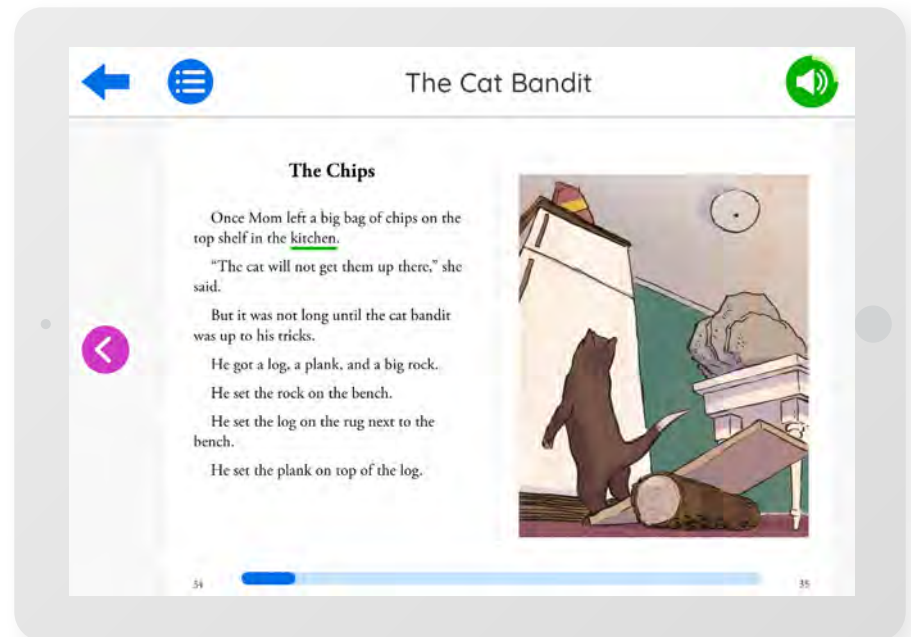 The Cat Bandit
The Chips
Once Mom left a big bag of chips on the
top shelf in the kitchen.
"The cat will not get them up there," she
said.
But it was not long until the cat bandit
was up to his tricks.
He got a log, a plank, and a big rock.
He set the rock on the bench.
He set the log on the rug next to the
bench.
He set the plank on top of the log.
34
35